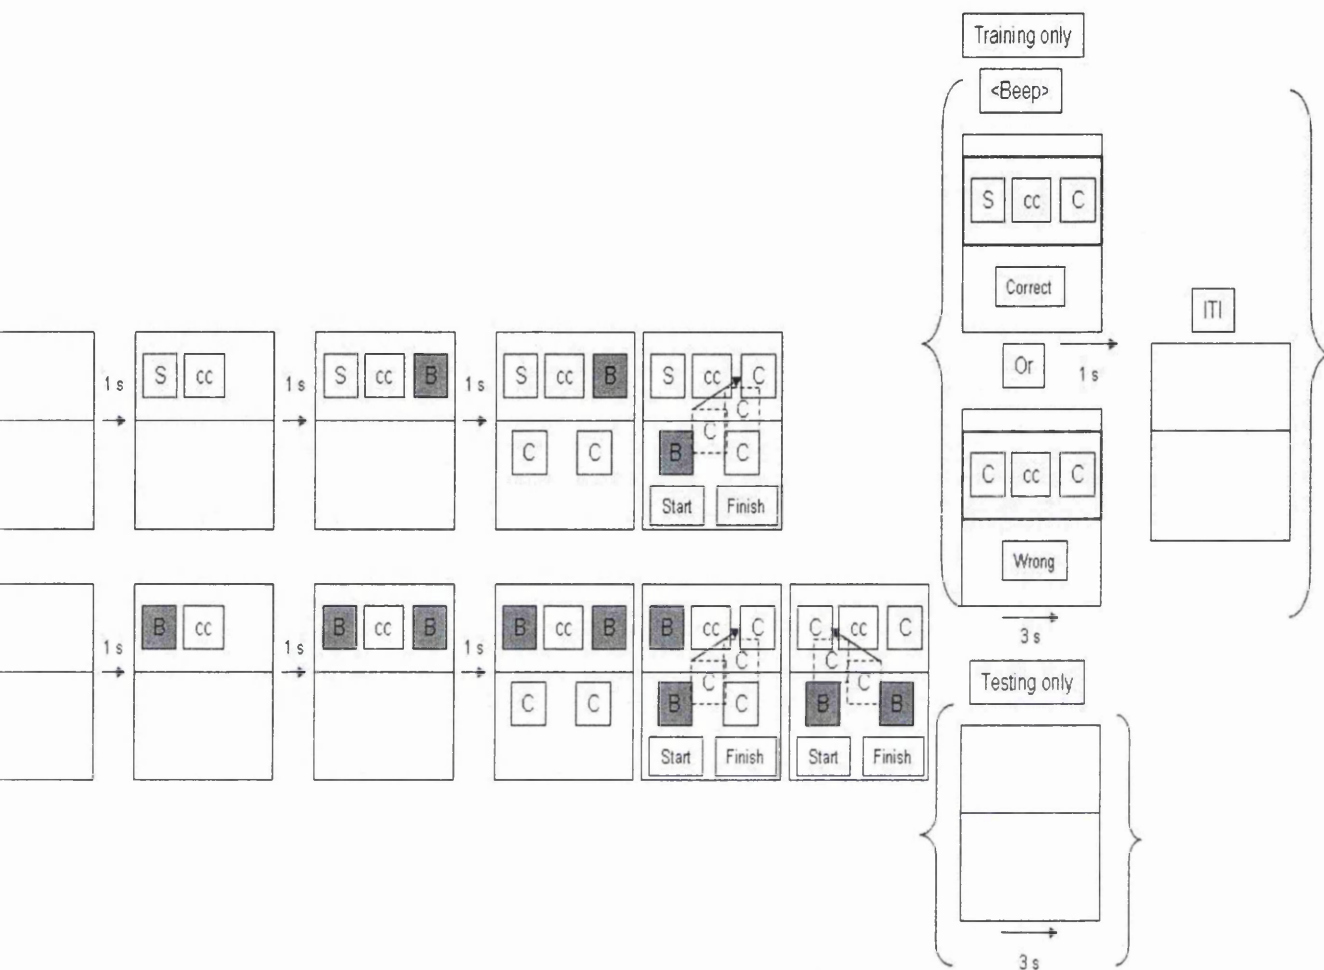 Training only
<Beep>
S cc C
Correct
ITI
Or
1 s
C cc C
Wrong
3 s
1 s
S cc
1 s
S cc B
1 s
S cc B
C C
S cc C
C
C
B C
Start Finish
1 s
B cc
1 s
B cc B
1 s
B cc B
C C
B cc C
C
C
B C
Start Finish
C cc C
C
C
B B
Start Finish
Testing only
3 s